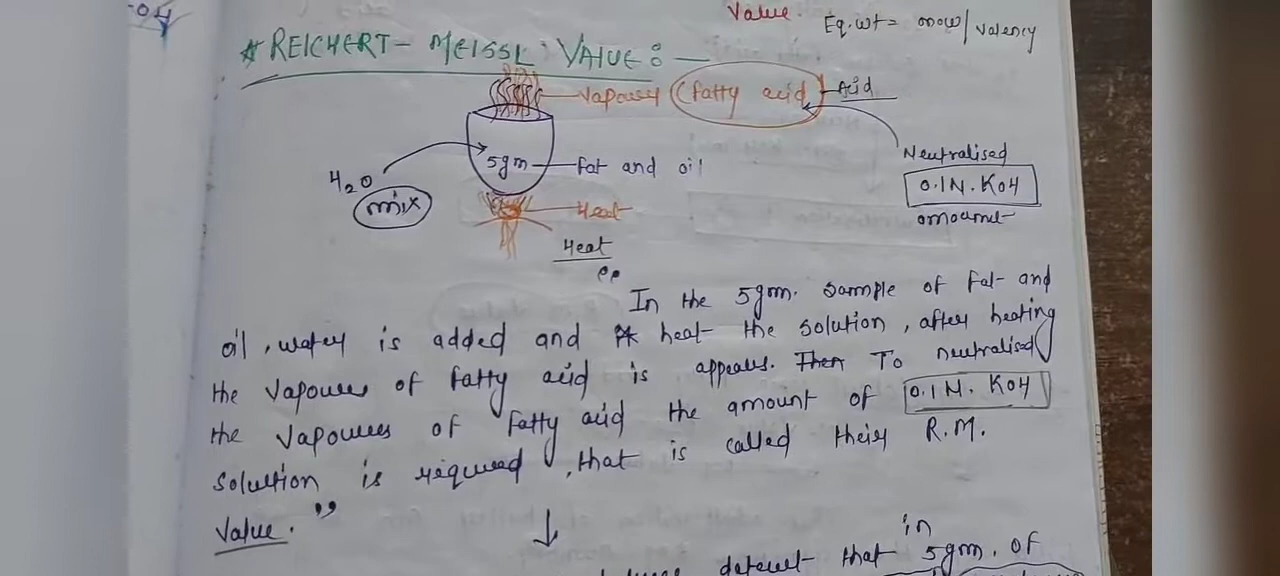 04
Value. Eq.wt = mow/valency
* REICHERT - MEISSL VALUE : -
Vapours (fatty acid) Acid
5gm fat and oil
Neutralised
0.1N. KOH
amount
H2O
mix
Heat
Heat
In the 5gm. sample of fat and
oil, water is added and heat the solution, after heating
the vapours of fatty acid is appears. Then To neutralised
the vapoures of fatty acid the amount of 0.1N. KOH
solution is required, that is called their R.M.
Value. ”
in
that 5gm. of